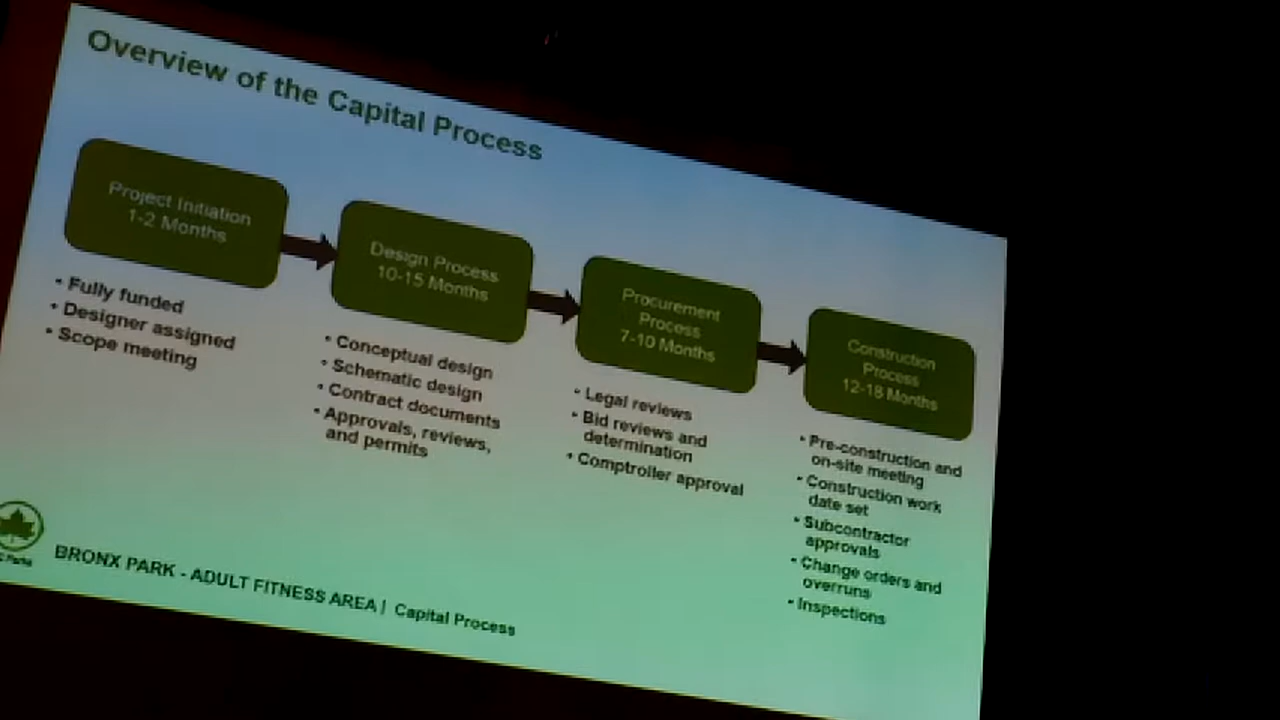 Overview of the Capital Process
Project Initiation
1-2 Months
• Fully funded
• Designer assigned
• Scope meeting
Design Process
10-15 Months
• Conceptual design
• Schematic design
• Contract documents
• Approvals, reviews,
and permits
Procurement
Process
7-10 Months
• Legal reviews
• Bid reviews and
determination
• Comptroller approval
Construction
Process
12-18 Months
• Pre-construction and
on-site meeting
• Construction work
date set
• Subcontractor
approvals
• Change orders and
overruns
• Inspections
Parks
BRONX PARK - ADULT FITNESS AREA | Capital Process